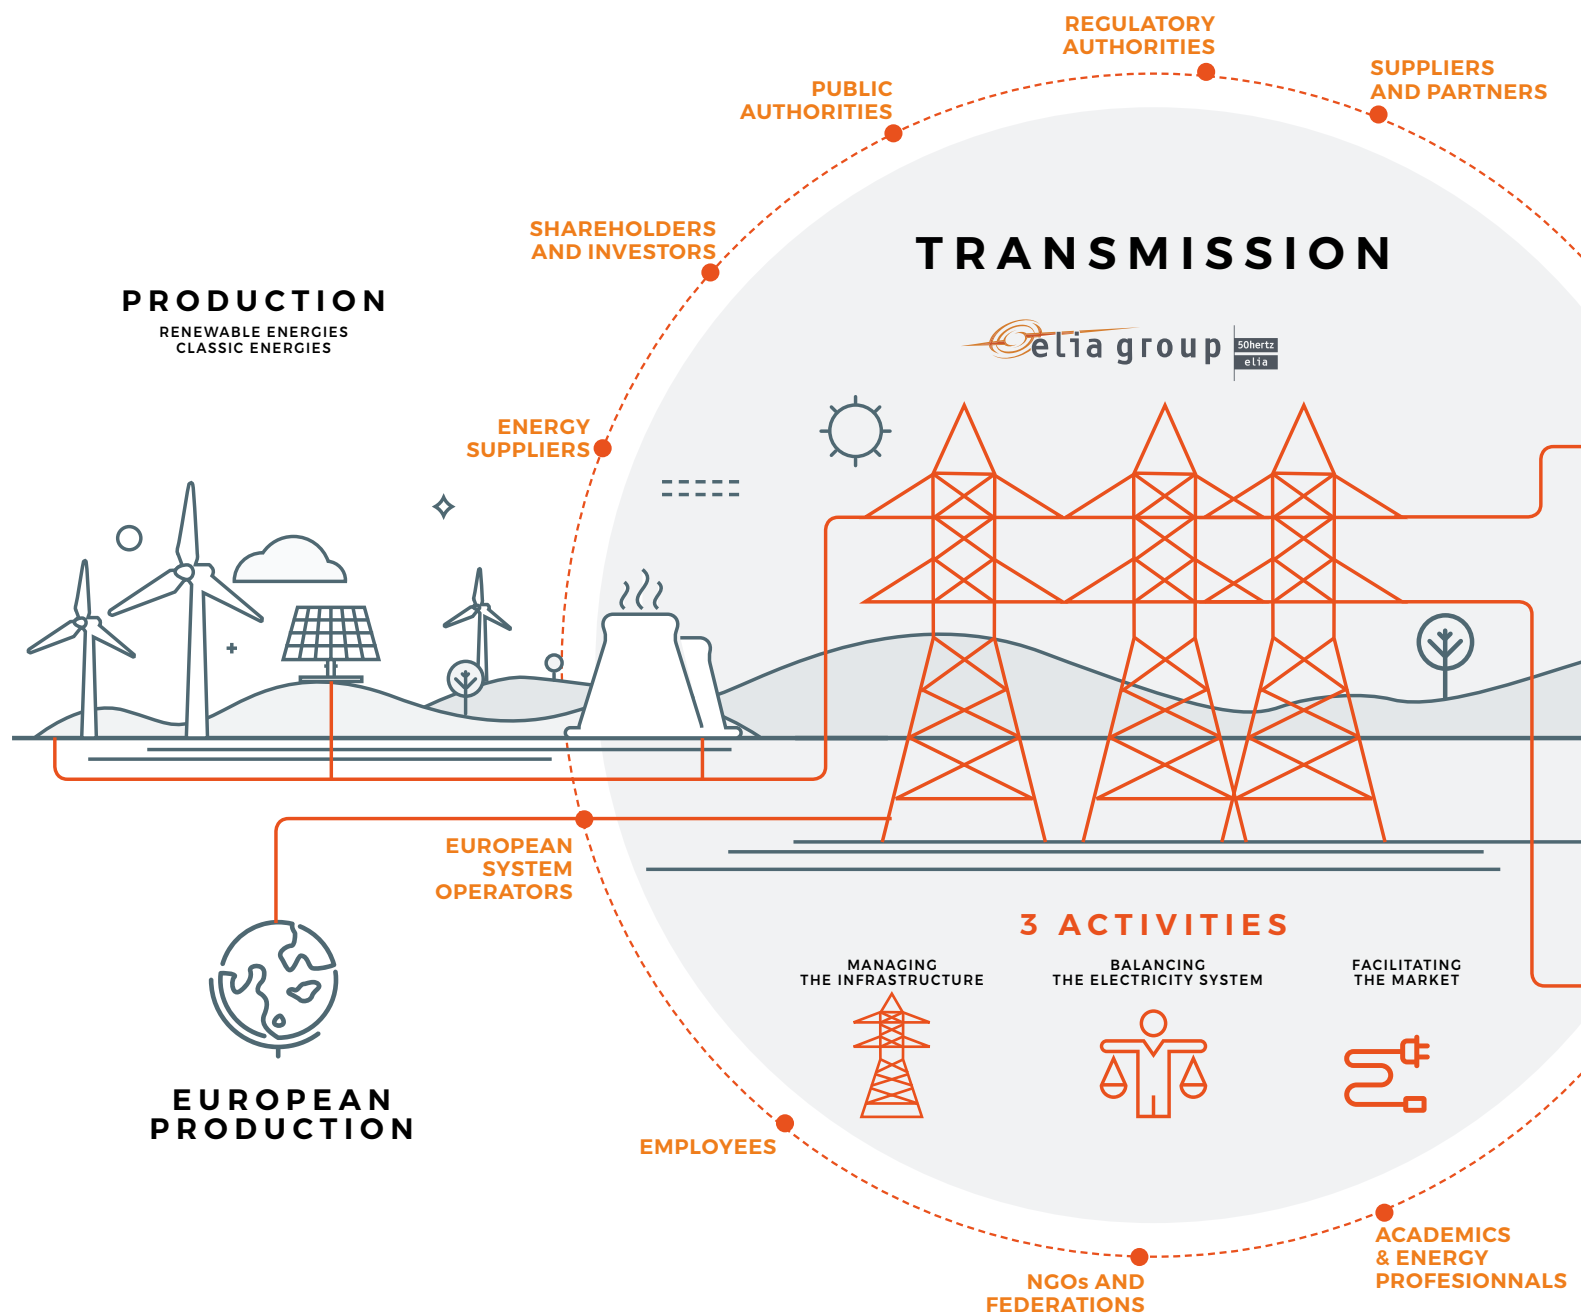 REGULATORY
AUTHORITIES
SUPPLIERS
AND PARTNERS
PUBLIC
AUTHORITIES
SHAREHOLDERS
AND INVESTORS
TRANSMISSION
PRODUCTION
RENEWABLE ENERGIES
CLASSIC ENERGIES
elia group
50hertz
elia
ENERGY
SUPPLIERS
EUROPEAN
SYSTEM
OPERATORS
3 ACTIVITIES
MANAGING
THE INFRASTRUCTURE
BALANCING
THE ELECTRICITY SYSTEM
FACILITATING
THE MARKET
EUROPEAN
PRODUCTION
EMPLOYEES
ACADEMICS
& ENERGY
PROFESIONNALS
NGOs AND
FEDERATIONS